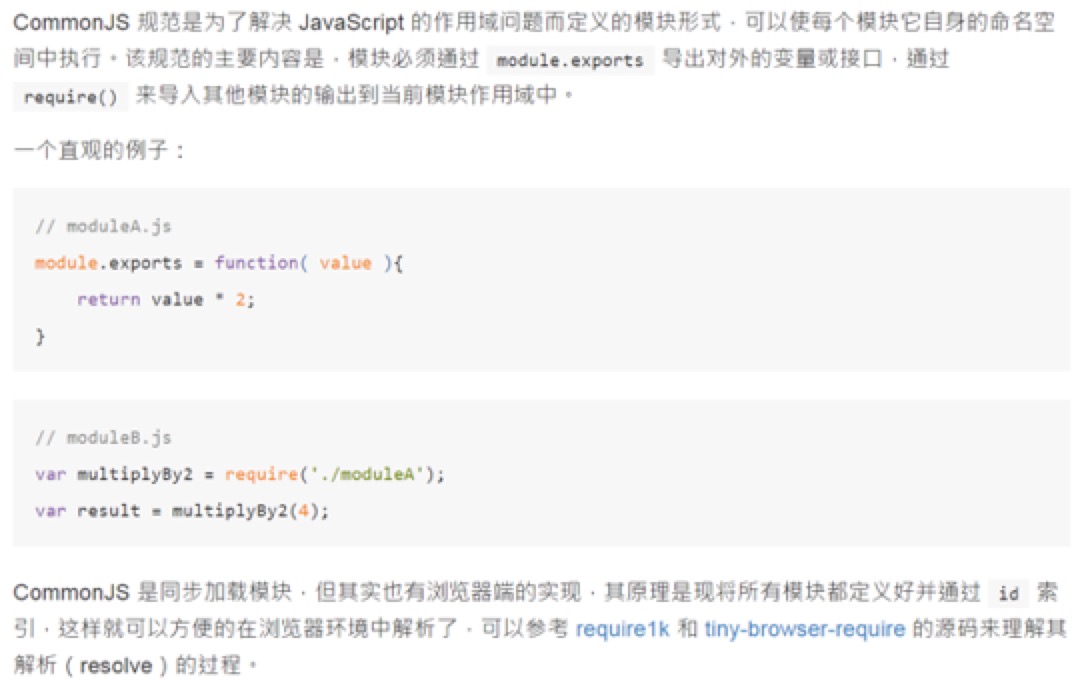 CommonJS 规范是为了解决 JavaScript 的作用域问题而定义的模块形式，可以使每个模块它自身的命名空
间中执行。该规范的主要内容是，模块必须通过 module.exports 导出对外的变量或接口，通过
require() 来导入其他模块的输出到当前模块作用域中。
一个直观的例子：
// moduleA.js
module.exports = function( value ){
    return value * 2;
}
// moduleB.js
var multiplyBy2 = require('./moduleA');
var result = multiplyBy2(4);
CommonJS 是同步加载模块，但其实也有浏览器端的实现，其原理是现将所有模块都定义好并通过 id 索
引，这样就可以方便的在浏览器环境中解析了，可以参考 require1k 和 tiny-browser-require 的源码来理解其
解析（resolve）的过程。